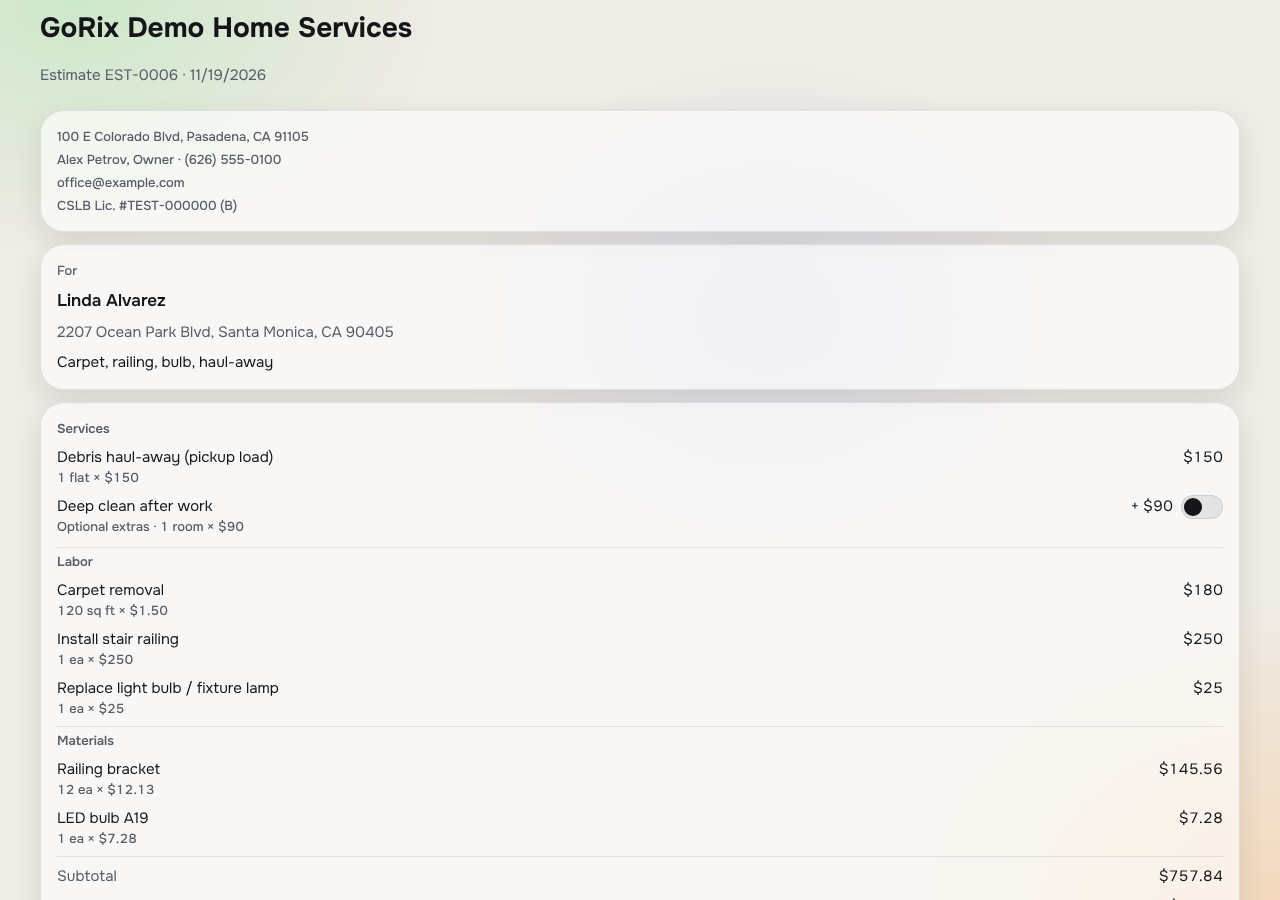 GoRix Demo Home Services
Estimate EST-0006 · 11/19/2026
100 E Colorado Blvd, Pasadena, CA 91105
Alex Petrov, Owner · (626) 555-0100
office@example.com
CSLB Lic. #TEST-000000 (B)
For
Linda Alvarez
2207 Ocean Park Blvd, Santa Monica, CA 90405
Carpet, railing, bulb, haul-away
Services
Debris haul-away (pickup load) $150
1 flat × $150
Deep clean after work + $90
Optional extras · 1 room × $90
Labor
Carpet removal $180
120 sq ft × $1.50
Install stair railing $250
1 ea × $250
Replace light bulb / fixture lamp $25
1 ea × $25
Materials
Railing bracket $145.56
12 ea × $12.13
LED bulb A19 $7.28
1 ea × $7.28
Subtotal $757.84